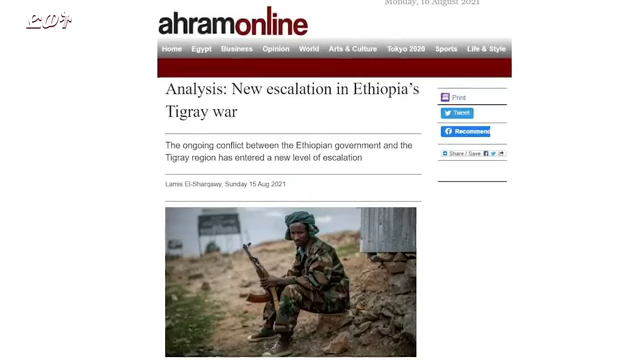 Monday, 16 August 2021
ahramonline
Home Egypt Business Opinion World Arts & Culture Tokyo 2020 Sports Life & Style
Analysis: New escalation in Ethiopia's
Tigray war
The ongoing conflict between the Ethiopian government and the
Tigray region has entered a new level of escalation
Lamis El-Sharqawy, Sunday 15 Aug 2021
Print
Tweet
Recommend
Share / Save